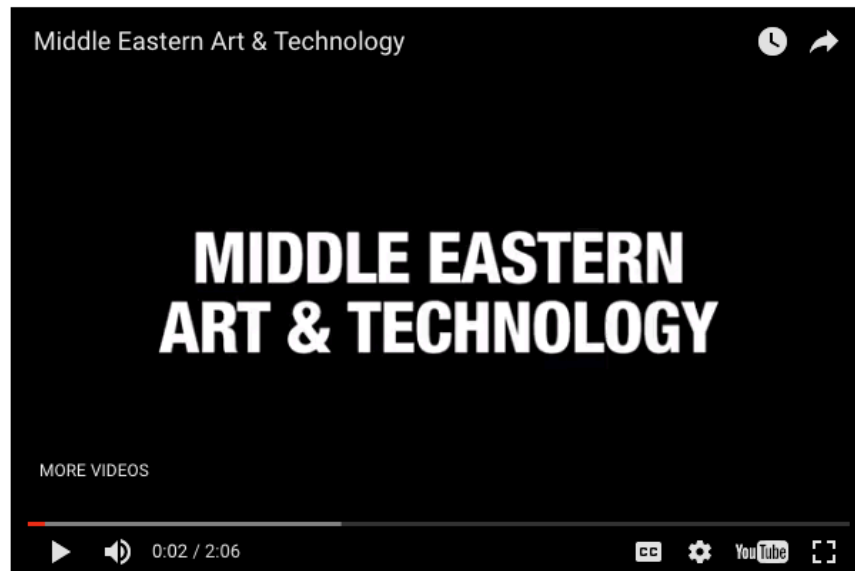 Middle Eastern Art & Technology
MIDDLE EASTERN
ART & TECHNOLOGY
MORE VIDEOS
0:02 / 2:06
CC
YouTube